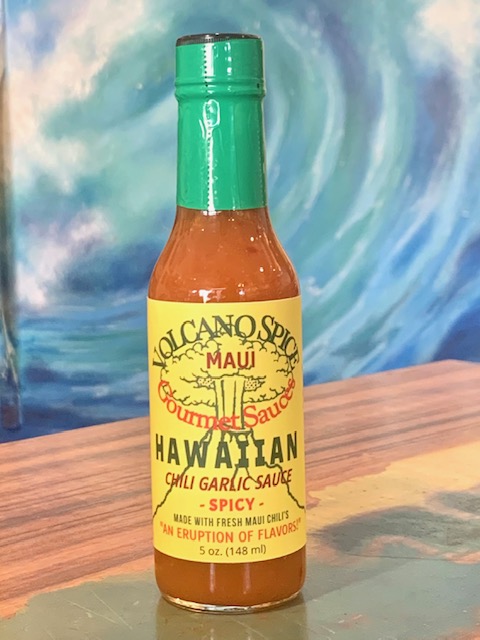 VOLCANO SPICE
MAUI
Gourmet Sauces
HAWAIIAN
CHILI GARLIC SAUCE
- SPICY -
MADE WITH FRESH MAUI CHILI'S
"AN ERUPTION OF FLAVORS!"
5 oz. (148 ml)